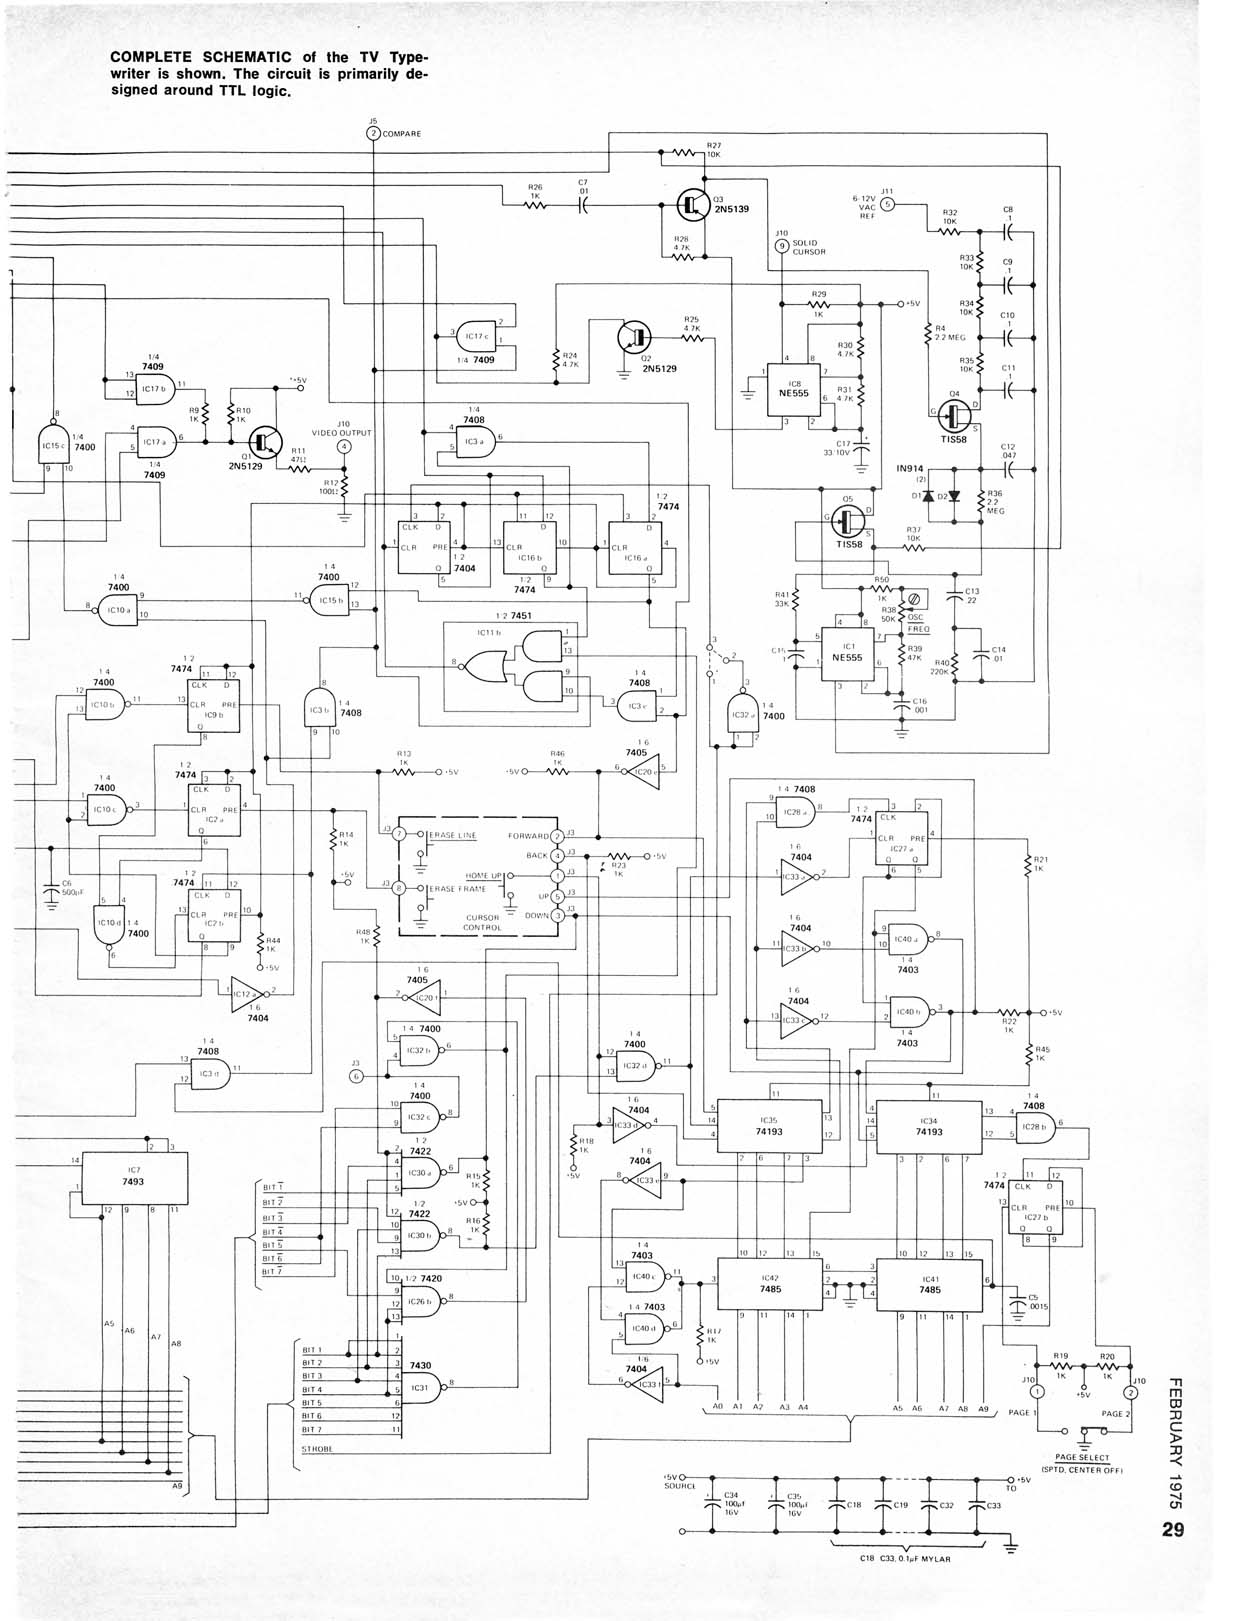 COMPLETE SCHEMATIC of the TV Type-
writer is shown. The circuit is primarily de-
signed around TTL logic.
J5
2 COMPARE
R27
10K
R26
1K
C7
.01
Q3
2N5139
R28
4.7K
J11
6-12V
VAC
REF
5
R32
10K
C8
.1
J10
9
SOLID
CURSOR
R33
10K
C9
.1
R29
1K
+5V
R34
10K
C10
.1
R4
2.2 MEG
R35
10K
C11
.1
IC17 c
1/4 7409
R24
4.7K
Q2
2N5129
R25
4.7K
R30
4.7K
R31
4.7K
IC8
NE555
C17
33/10V
Q4
TIS58
C12
.047
1/4
7409
IC17 b
R9
1K
R10
1K
+5V
IC15 c
1/4
7400
IC17 a
1/4
7409
Q1
2N5129
R11
47Ω
J10
VIDEO OUTPUT
4
R12
100Ω
1/4
7408
IC3 a
IN914
(2)
D1
D2
R36
2.2
MEG
Q5
TIS58
R37
10K
1 2
7474
CLK D
CLR PRE
Q
1 2
7404
CLK D
CLR
IC16 b
Q
1 2
7474
D
CLR
IC16 a
Q
1 4
7400
IC10 a
1 4
7400
IC15 b
R41
33K
R50
1K
R38
50K
OSC
FREQ
C13
.22
1 2 7451
IC11 b
IC1
NE555
R39
47K
R40
220K
C14
.01
C16
.001
1 2
7474
CLK D
CLR PRE
IC9 b
Q
1 4
7400
IC10 b
IC3 b
1 4
7408
1 4
7408
IC3 c
IC32 a
1 4
7400
1 6
7405
IC20 e
R13
1K
+5V
+5V
R46
1K
1 2
7474
CLK D
CLR PRE
IC2 a
Q
1 4
7400
IC10 c
R14
1K
+5V
J3
7
ERASE LINE
J3
8
ERASE FRAME
CURSOR
CONTROL
FORWARD 2 J3
BACK 4 J3
HOME UP 1 J3
UP 5 J3
DOWN 3 J3
R23
1K
+5V
1 4 7408
IC28 a
1 2
7474
CLK
CLR PRE
IC27 a
Q Q
R21
1K
1 6
7404
IC33 a
C6
500µF
1 2
7474
CLK D
CLR PRE
IC2 b
Q
IC10 d
1 4
7400
R44
1K
+5V
R48
1K
1 6
7404
IC33 b
IC40 a
1 4
7403
IC12 a
1 6
7404
1 6
7405
IC20 f
1 6
7404
IC33 c
IC40 b
1 4
7403
R22
1K
+5V
R45
1K
1 4
7408
IC3 d
1 4 7400
IC32 b
J3
6
1 4
7400
IC32 d
1 4
7400
IC32 c
1 6
7404
IC33 d
R18
1K
+5V
IC35
74193
IC34
74193
1 4
7408
IC28 b
IC7
7493
1 2
7422
IC30 a
R15
1K
+5V
R16
1K
1/2
7422
IC30 b
1 6
7404
IC33 e
1 2
7474
CLK D
CLR PRE
IC27 b
Q Q
BIT 1
BIT 2
BIT 3
BIT 4
BIT 5
BIT 6
BIT 7
1/4
7403
IC40 c
1 4 7403
IC40 d
IC42
7485
IC41
7485
C5
.0015
1/2 7420
IC26 b
A5
A6
A7
A8
R17
1K
+5V
1/6
7404
IC33 f
7430
IC31
BIT 1
BIT 2
BIT 3
BIT 4
BIT 5
BIT 6
BIT 7
STROBE
A0 A1 A2 A3 A4
A5 A6 A7 A8 A9
R19
1K
R20
1K
+5V
J10
1
J10
2
PAGE 1
PAGE 2
PAGE SELECT
(SPTD, CENTER OFF)
A9
+5V
SOURCE
C34
100µf
16V
C35
100µf
16V
C18
C19
C32
C33
+5V
TO
C18 C33, 0.1µF MYLAR
FEBRUARY 1975
29